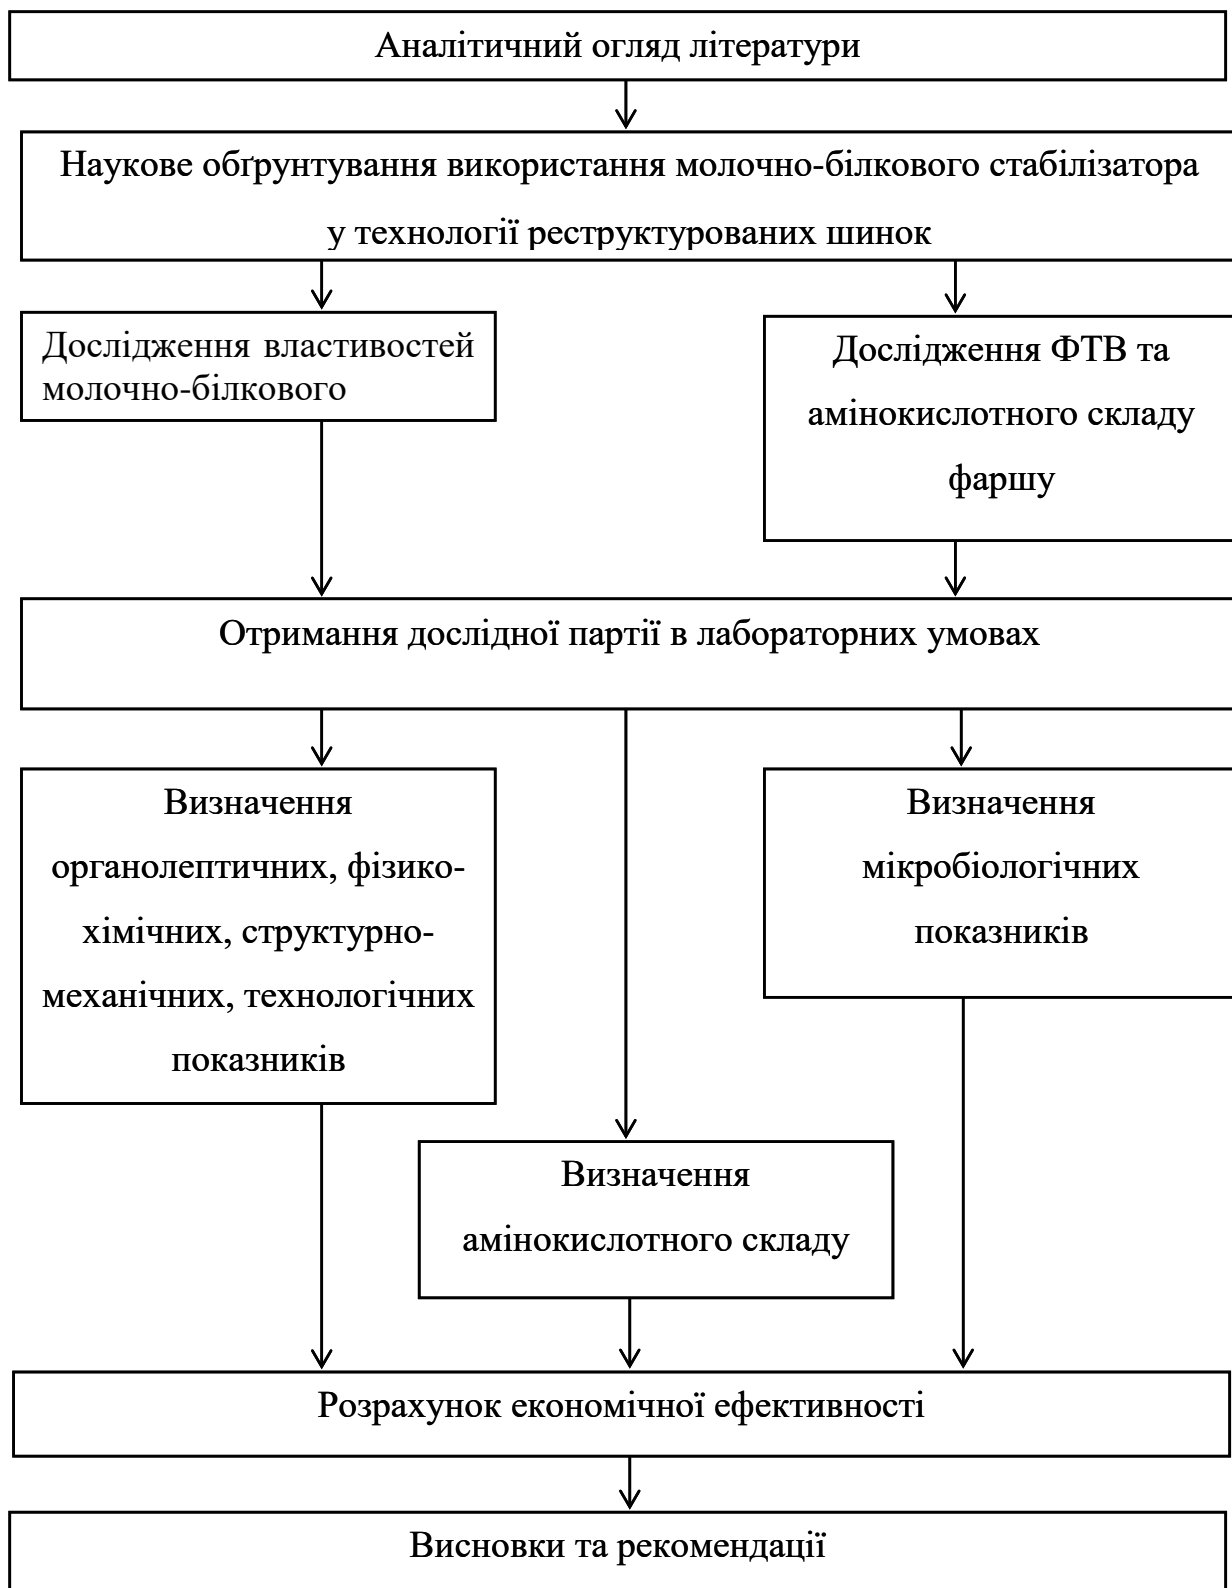 Аналітичний огляд літератури
Наукове обґрунтування використання молочно-білкового стабілізатора
у технології реструктурованих шинок
Дослідження властивостей
молочно-білкового
Дослідження ФТВ та
амінокислотного складу
фаршу
Отримання дослідної партії в лабораторних умовах
Визначення
органолептичних, фізико-
хімічних, структурно-
механічних, технологічних
показників
Визначення
мікробіологічних
показників
Визначення
амінокислотного складу
Розрахунок економічної ефективності
Висновки та рекомендації